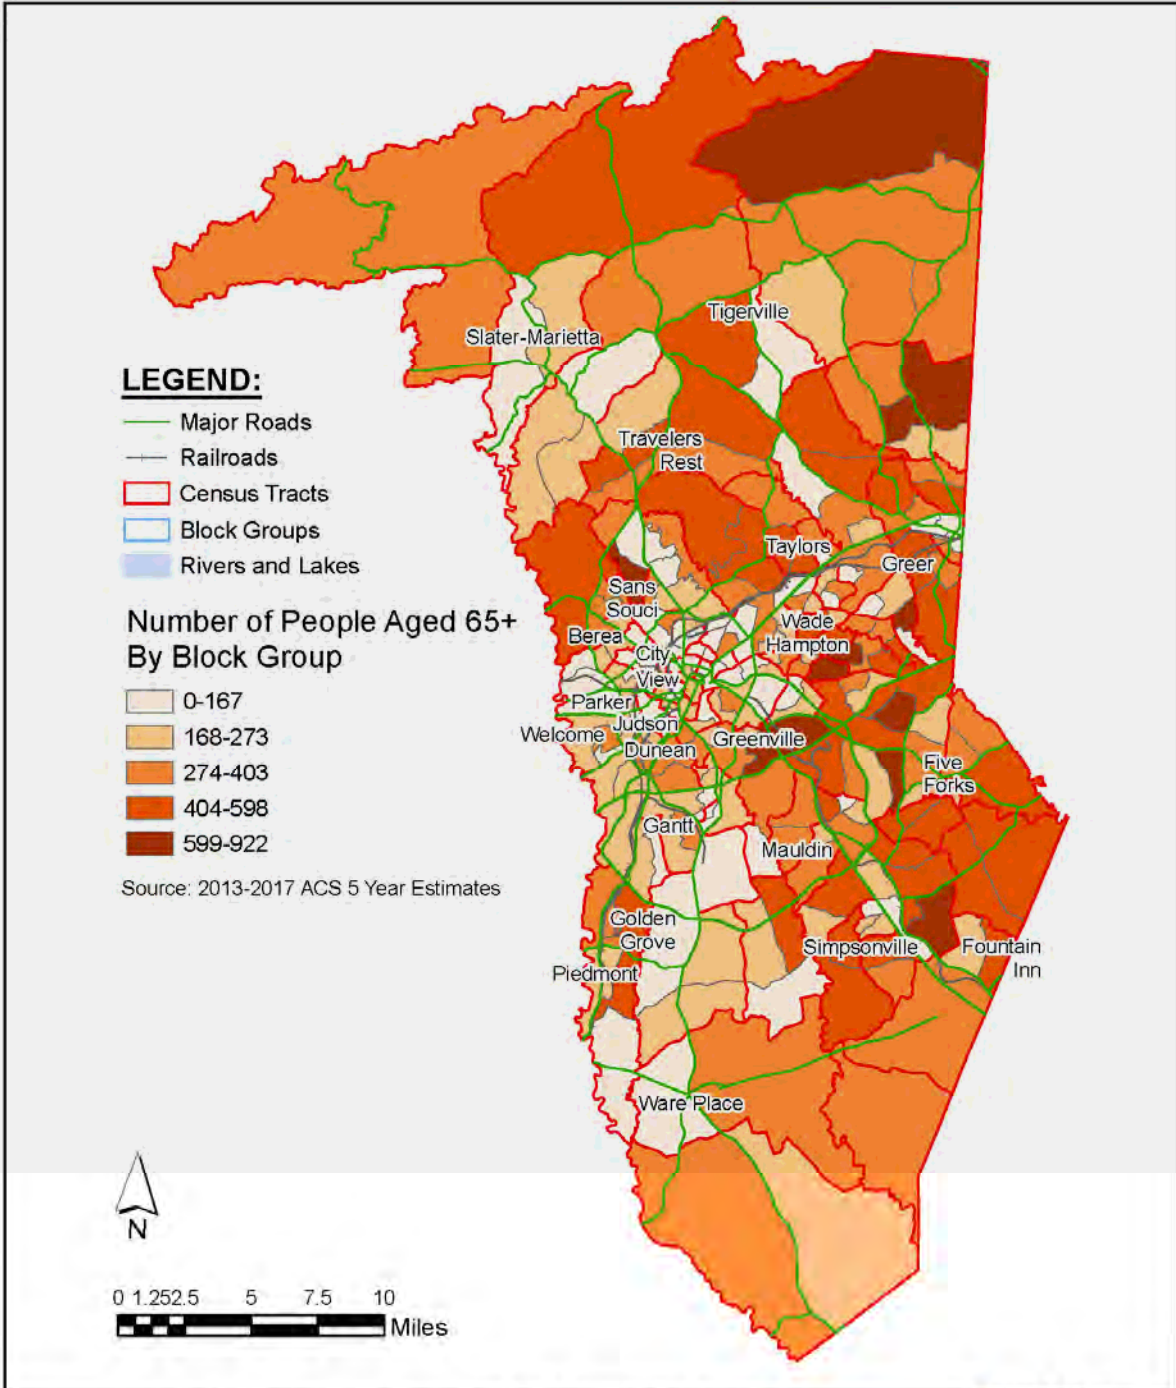 Tigerville
Slater-Marietta
LEGEND:
Major Roads
Railroads
Census Tracts
Block Groups
Rivers and Lakes
Number of People Aged 65+
By Block Group
0-167
168-273
274-403
404-598
599-922
Source: 2013-2017 ACS 5 Year Estimates
Travelers
Rest
Taylors
Greer
Sans
Souci
Wade
Hampton
Berea
City
View
Parker
Judson
Welcome
Dunean
Greenville
Five
Forks
Gantt
Mauldin
Golden
Grove
Simpsonville
Fountain
Inn
Piedmont
Ware Place
N
0 1.252.5 5 7.5 10
Miles